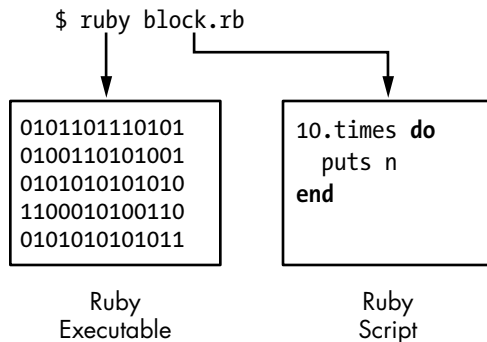 $ ruby block.rb
0101101110101
0100110101001
0101010101010
1100010100110
0101010101011
10.times do
  puts n
end
Ruby
Executable
Ruby
Script